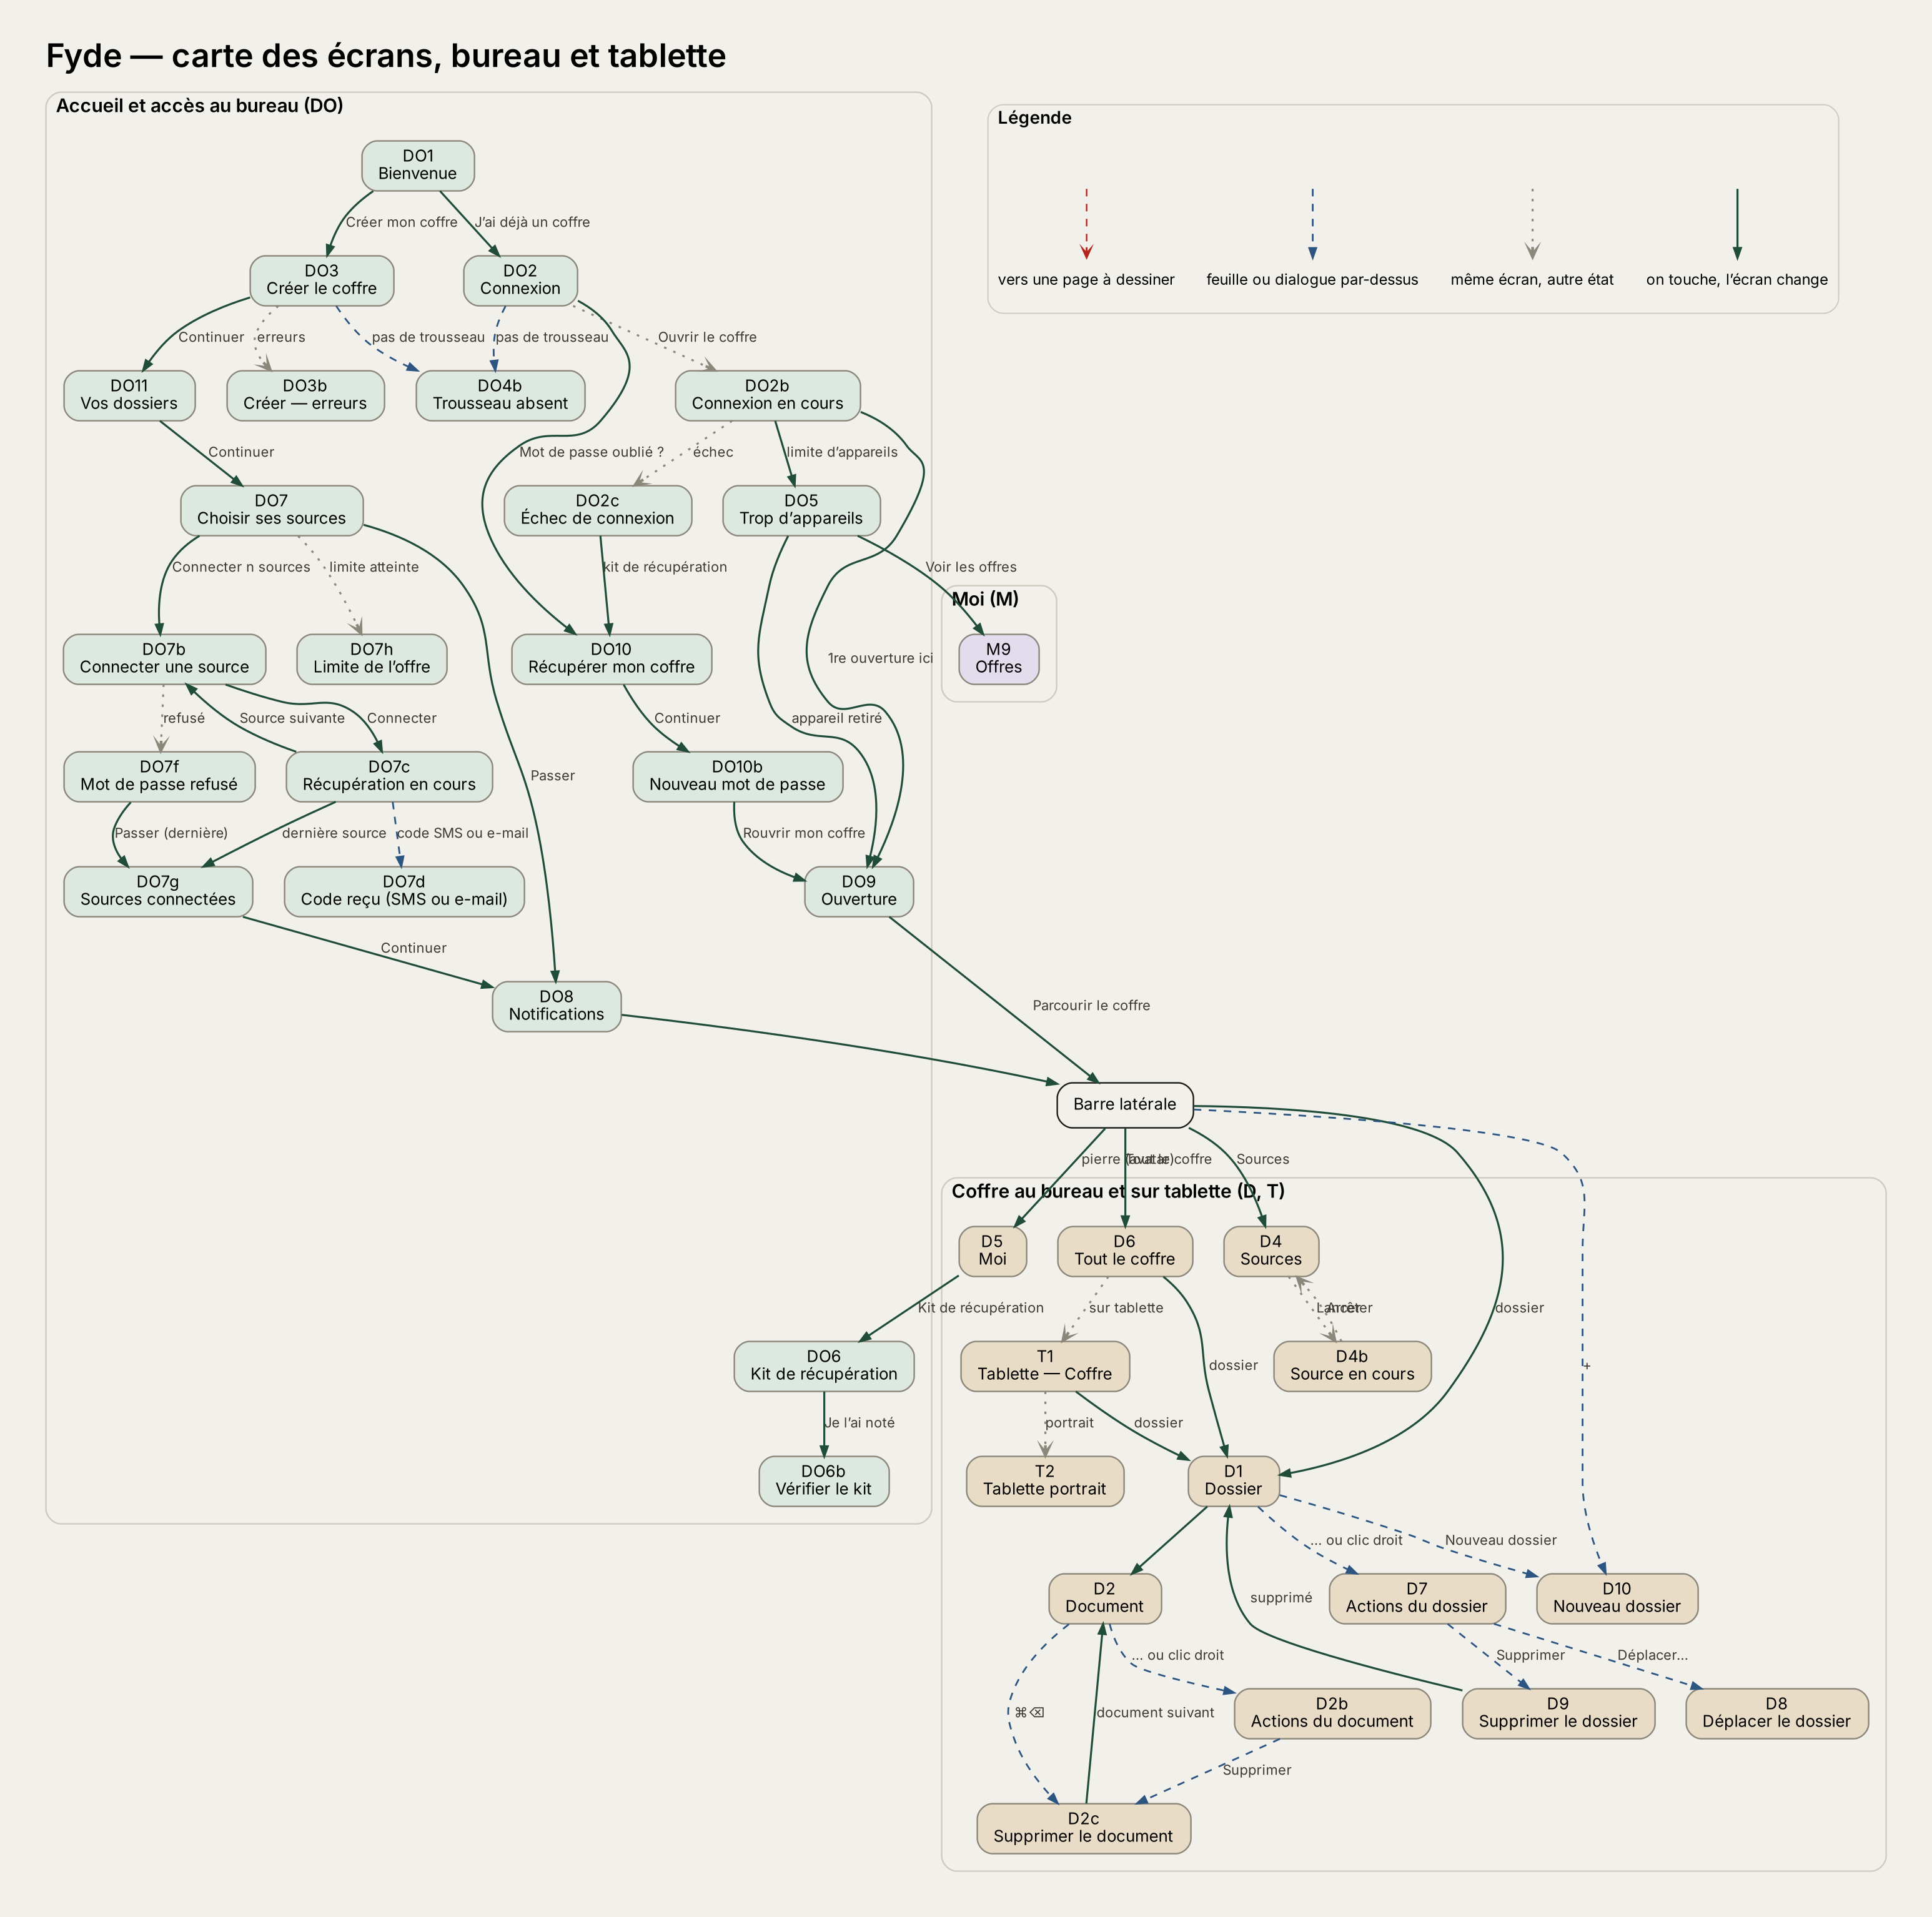 Fyde — carte des écrans, bureau et tablette
Accueil et accès au bureau (DO)
Légende
vers une page à dessiner
feuille ou dialogue par-dessus
même écran, autre état
on touche, l’écran change
DO1
Bienvenue
Créer mon coffre
J’ai déjà un coffre
DO3
Créer le coffre
DO2
Connexion
Continuer
erreurs
pas de trousseau
pas de trousseau
Ouvrir le coffre
DO11
Vos dossiers
DO3b
Créer — erreurs
DO4b
Trousseau absent
DO2b
Connexion en cours
Continuer
Mot de passe oublié ?
échec
limite d’appareils
DO7
Choisir ses sources
DO2c
Échec de connexion
DO5
Trop d’appareils
Connecter n sources
limite atteinte
kit de récupération
Voir les offres
Moi (M)
DO7b
Connecter une source
DO7h
Limite de l’offre
DO10
Récupérer mon coffre
1re ouverture ici
M9
Offres
refusé
Source suivante
Connecter
Continuer
appareil retiré
DO7f
Mot de passe refusé
DO7c
Récupération en cours
Passer
DO10b
Nouveau mot de passe
Passer (dernière)
dernière source
code SMS ou e-mail
Rouvrir mon coffre
DO7g
Sources connectées
DO7d
Code reçu (SMS ou e-mail)
DO9
Ouverture
Continuer
DO8
Notifications
Parcourir le coffre
Barre latérale
pierre (avatar)
Tout le coffre
Sources
Coffre au bureau et sur tablette (D, T)
D5
Moi
D6
Tout le coffre
D4
Sources
Kit de récupération
sur tablette
Lancer
Arrêter
dossier
DO6
Kit de récupération
T1
Tablette — Coffre
dossier
D4b
Source en cours
+
Je l’ai noté
portrait
dossier
DO6b
Vérifier le kit
T2
Tablette portrait
D1
Dossier
… ou clic droit
Nouveau dossier
D2
Document
supprimé
D7
Actions du dossier
D10
Nouveau dossier
… ou clic droit
Supprimer
Déplacer…
⌘⌫
document suivant
D2b
Actions du document
D9
Supprimer le dossier
D8
Déplacer le dossier
Supprimer
D2c
Supprimer le document